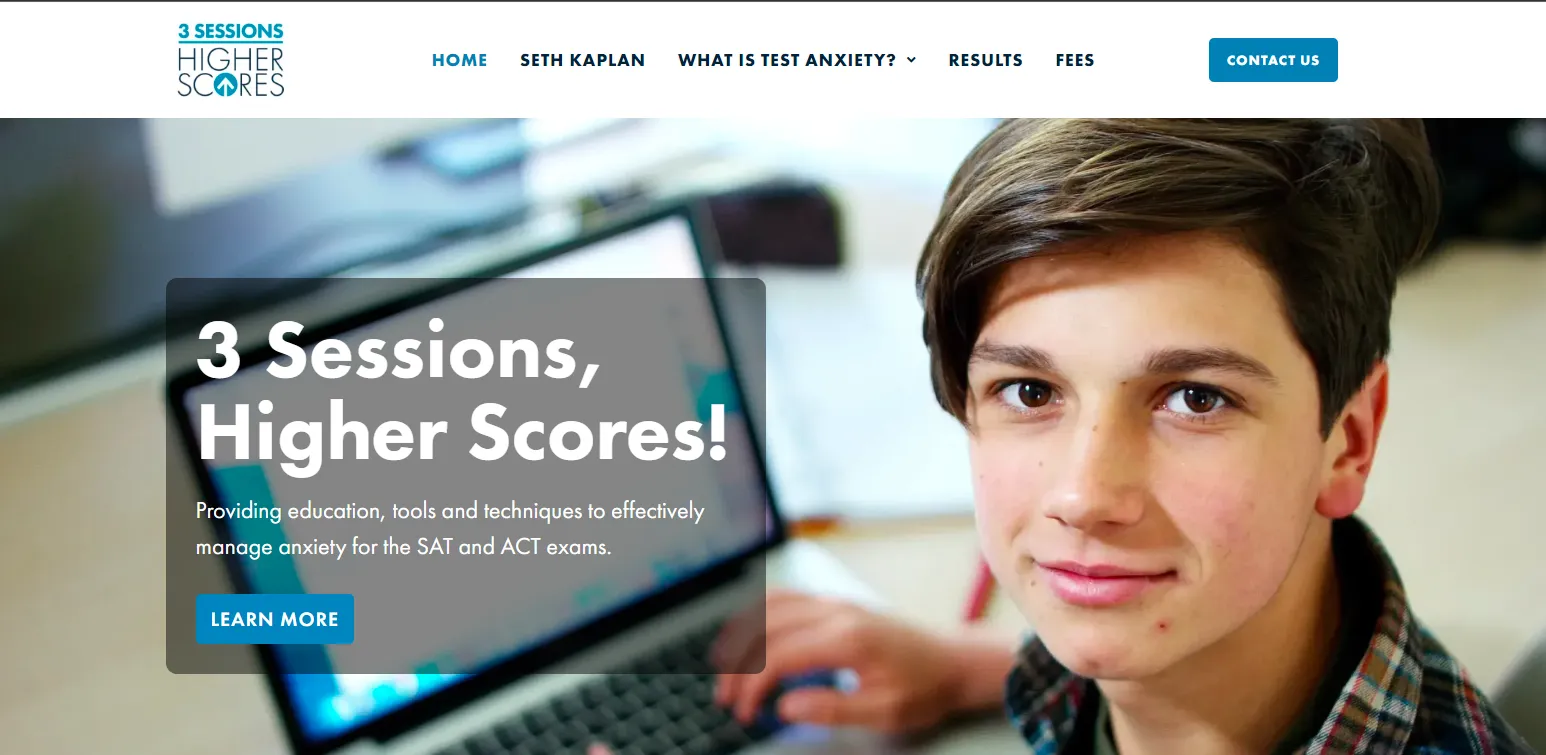 3 SESSIONS
HIGHER
SCORES
HOME
SETH KAPLAN
WHAT IS TEST ANXIETY?
RESULTS
FEES
CONTACT US
3 Sessions,
Higher Scores!
Providing education, tools and techniques to effectively
manage anxiety for the SAT and ACT exams.
LEARN MORE